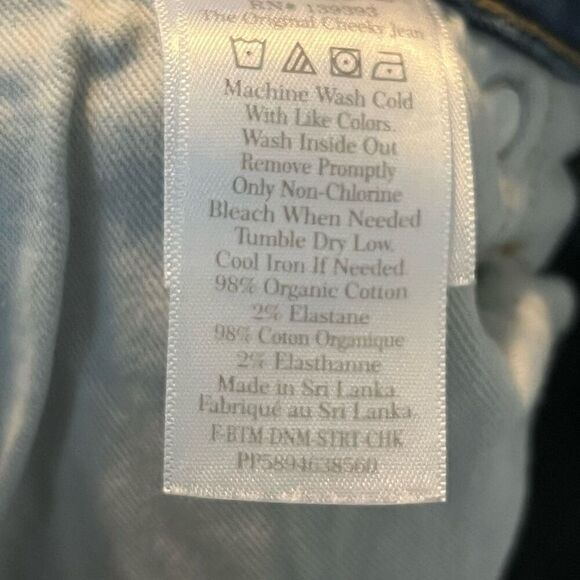 RN# 139393
The Original Cheeky Jean
Machine Wash Cold
With Like Colors.
Wash Inside Out
Remove Promptly
Only Non-Chlorine
Bleach When Needed
Tumble Dry Low.
Cool Iron If Needed.
98% Organic Cotton
2% Elastane
98% Coton Organique
2% Elasthanne
Made in Sri Lanka.
Fabriqué au Sri Lanka.
F-BTM-DNM-STRT-CHK
PP5894638560